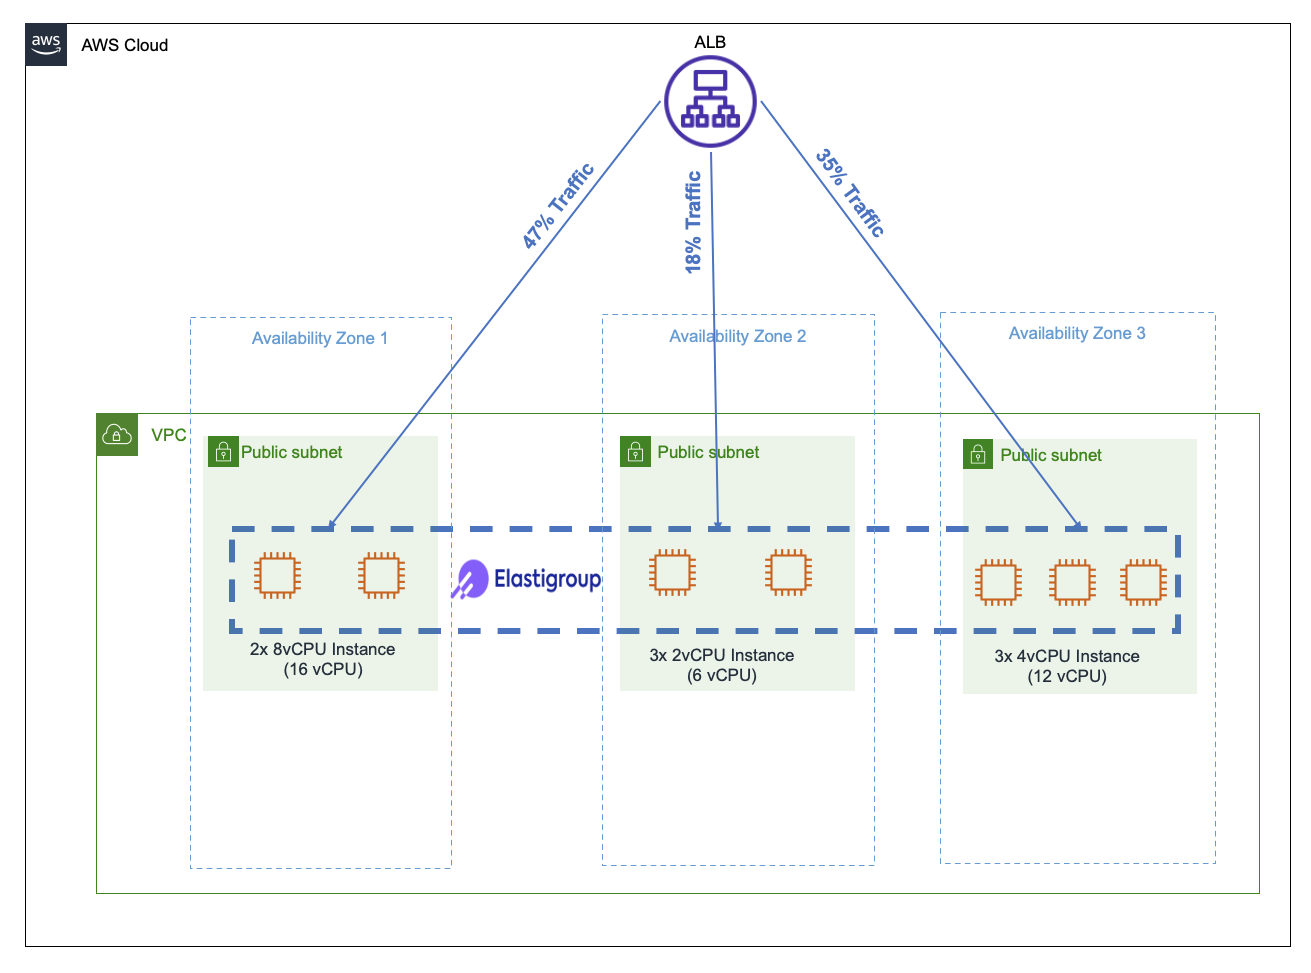 aws
AWS Cloud
ALB
47% Traffic
18% Traffic
35% Traffic
Availability Zone 1
Availability Zone 2
Availability Zone 3
VPC
Public subnet
Public subnet
Public subnet
Elastigroup
2x 8vCPU Instance
(16 vCPU)
3x 2vCPU Instance
(6 vCPU)
3x 4vCPU Instance
(12 vCPU)